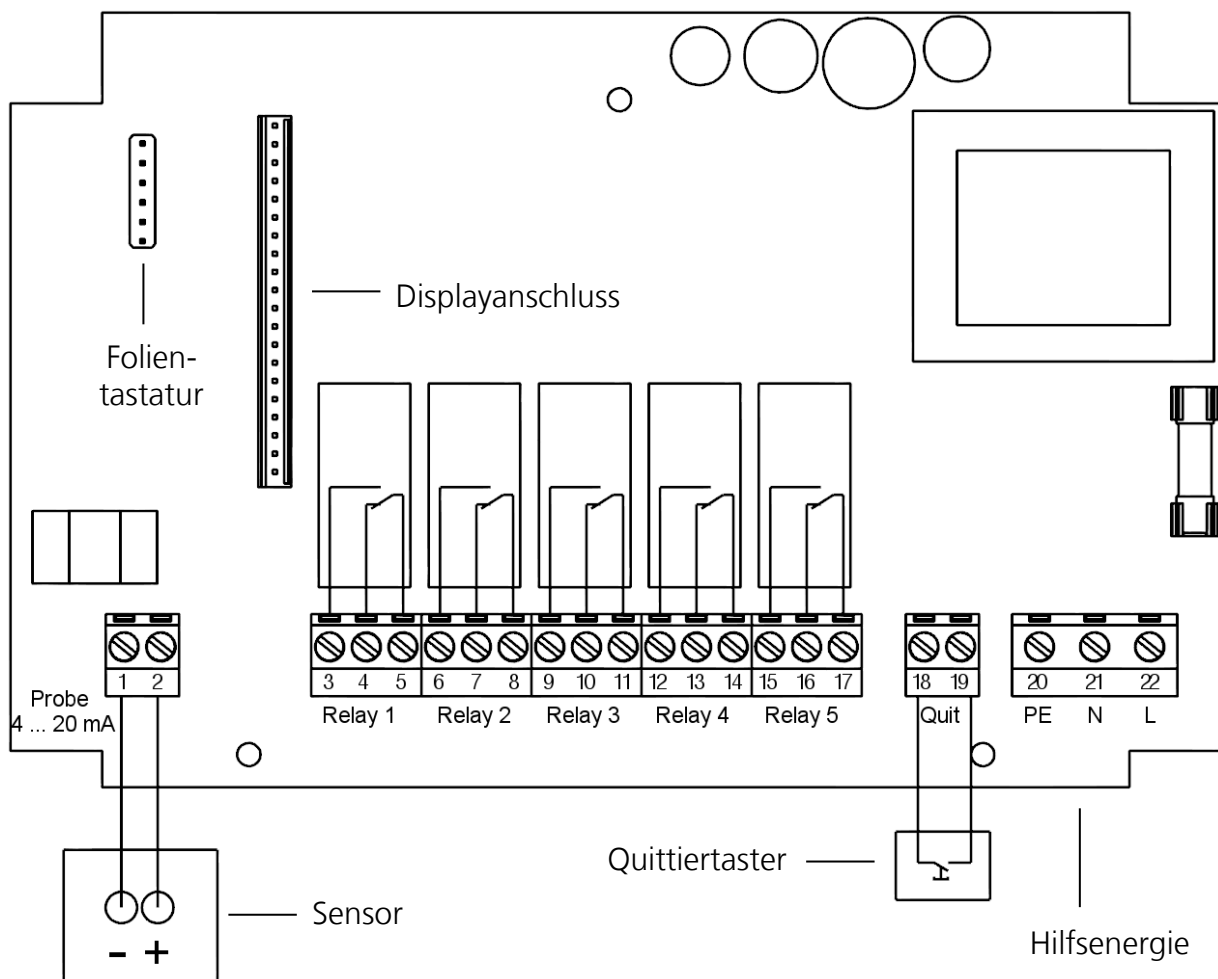 Displayanschluss
Folien-
tastatur
1 2 3 4 5 6 7 8 9 10 11 12 13 14 15 16 17 18 19 20 21 22
Probe
4 ... 20 mA
Relay 1 Relay 2 Relay 3 Relay 4 Relay 5 Quit PE N L
Quittiertaster
Sensor
- +
Hilfsenergie